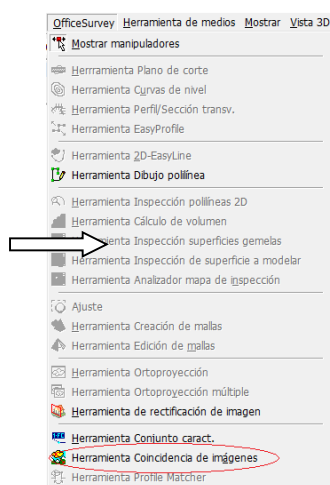 OfficeSurvey Herramienta de medios Mostrar Vista 3D
Mostrar manipuladores
Herrramienta Plano de corte
Herramienta Curvas de nivel
Herramienta Perfil/Sección transv.
Herramienta EasyProfile
Herramienta 2D-EasyLine
Herramienta Dibujo polilínea
Herramienta Inspección polilíneas 2D
Herramienta Cálculo de volumen
Herramienta Inspección superficies gemelas
Herramienta Inspección de superficie a modelar
Herramienta Analizador mapa de inspección
Ajuste
Herramienta Creación de mallas
Herramienta Edición de mallas
Herramienta Ortoproyección
Herramienta Ortoproyección múltiple
Herramienta de rectificación de imagen
Herramienta Conjunto caract.
Herramienta Coincidencia de imágenes
Herramienta Profile Matcher